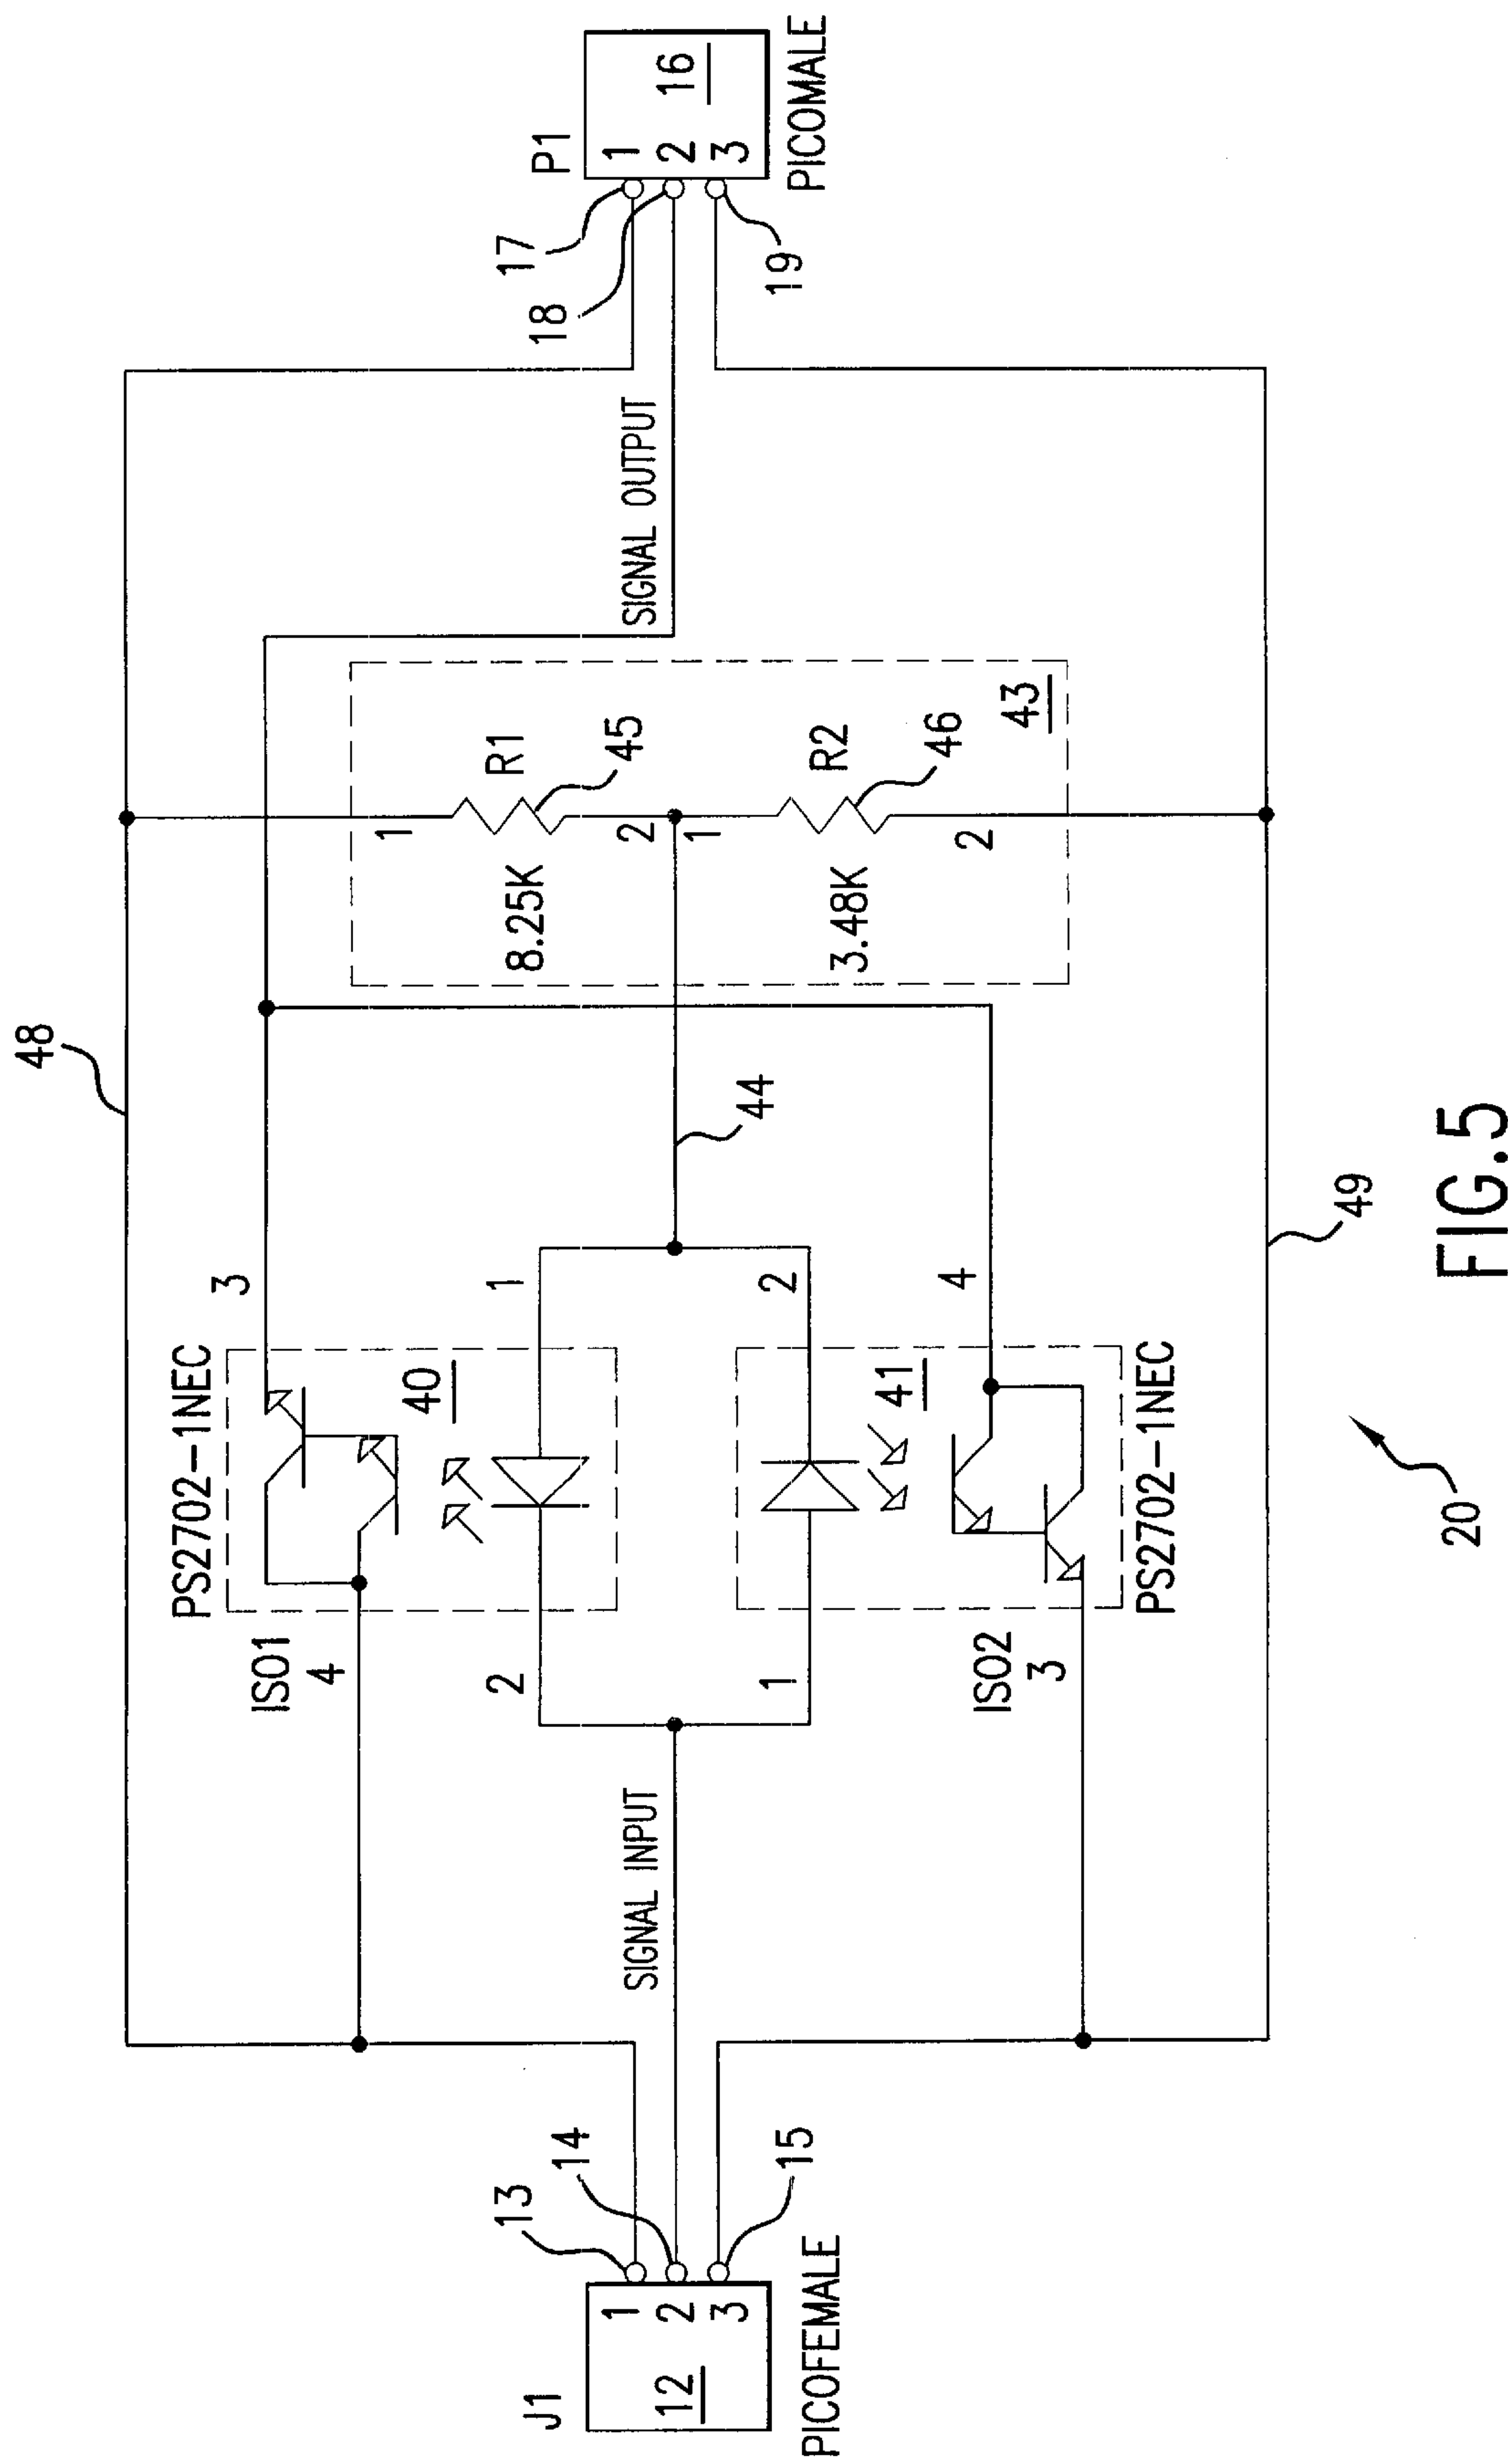 48
PS2702-1NEC
3
ISO1
4
40
1
2
P1
1
2
3
16
PICOMALE
17
18
19
SIGNAL OUTPUT
R1
45
1
2
8.25K
R2
46
1
2
3.48K
43
44
SIGNAL INPUT
J1
1
2
3
12
PICOFEMALE
13
14
15
2
1
41
4
ISO2
3
PS2702-1NEC
49
20
FIG.5